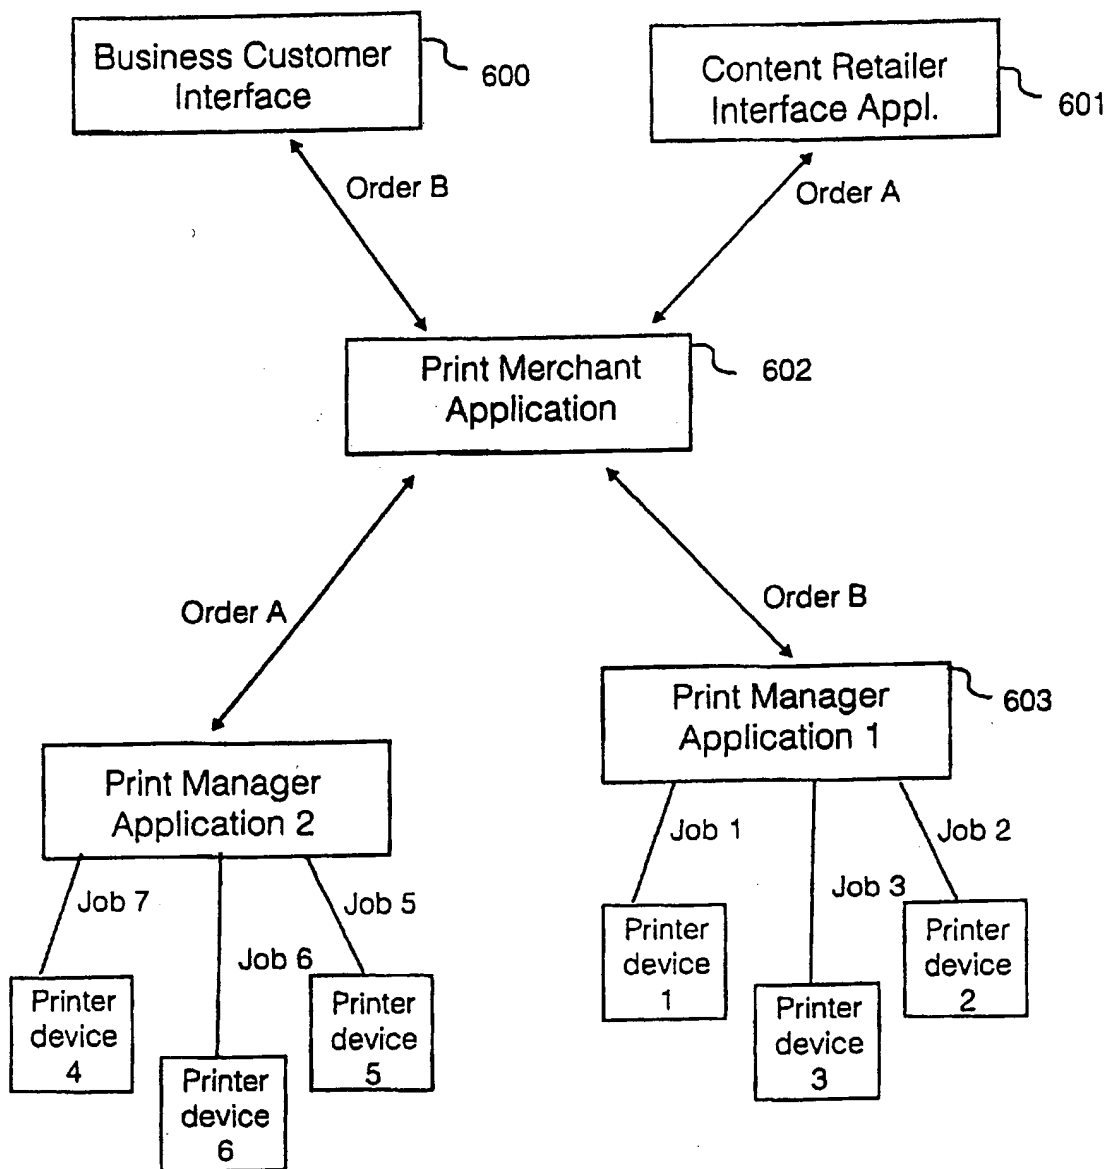 Business Customer
Interface
600
Content Retailer
Interface Appl.
601
Order B
Order A
Print Merchant
Application
602
Order A
Order B
Print Manager
Application 1
603
Print Manager
Application 2
Job 1
Job 2
Job 3
Job 7
Job 5
Job 6
Printer
device
1
Printer
device
2
Printer
device
3
Printer
device
4
Printer
device
5
Printer
device
6